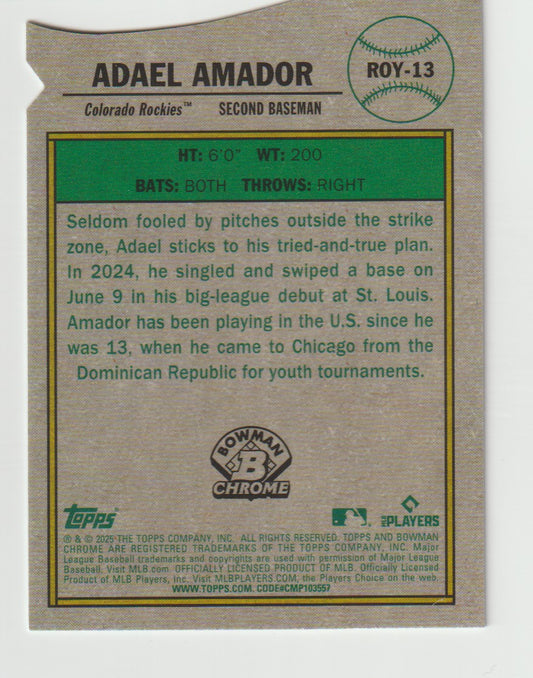 ADAEL AMADOR
ROY-13
Colorado Rockies™ SECOND BASEMAN
HT: 6'0" WT: 200
BATS: BOTH THROWS: RIGHT
Seldom fooled by pitches outside the strike
zone, Adael sticks to his tried-and-true plan.
In 2024, he singled and swiped a base on
June 9 in his big-league debut at St. Louis.
Amador has been playing in the U.S. since he
was 13, when he came to Chicago from the
Dominican Republic for youth tournaments.
BOWMAN
B
CHROME
topps
MLB PLAYERS
® & © 2025 THE TOPPS COMPANY, INC. ALL RIGHTS RESERVED. TOPPS AND BOWMAN
CHROME ARE REGISTERED TRADEMARKS OF THE TOPPS COMPANY, INC. Major
League Baseball trademarks and copyrights are used with permission of Major League
Baseball. Visit MLB.com. OFFICIALLY LICENSED PRODUCT OF MLB. Officially Licensed
Product of MLB Players, Inc. Visit MLBPLAYERS.COM, the Players Choice on the web.
WWW.TOPPS.COM. CODE#CMP103557